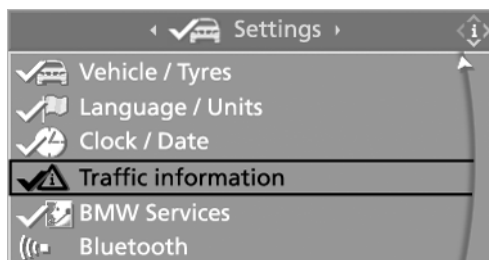 Settings
Vehicle / Tyres
Language / Units
Clock / Date
Traffic information
BMW Services
Bluetooth